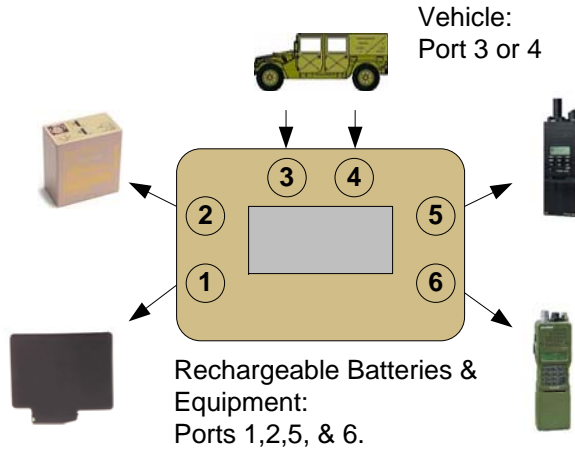 Vehicle:
Port 3 or 4
3
4
2
5
1
6
Rechargeable Batteries &
Equipment:
Ports 1,2,5, & 6.